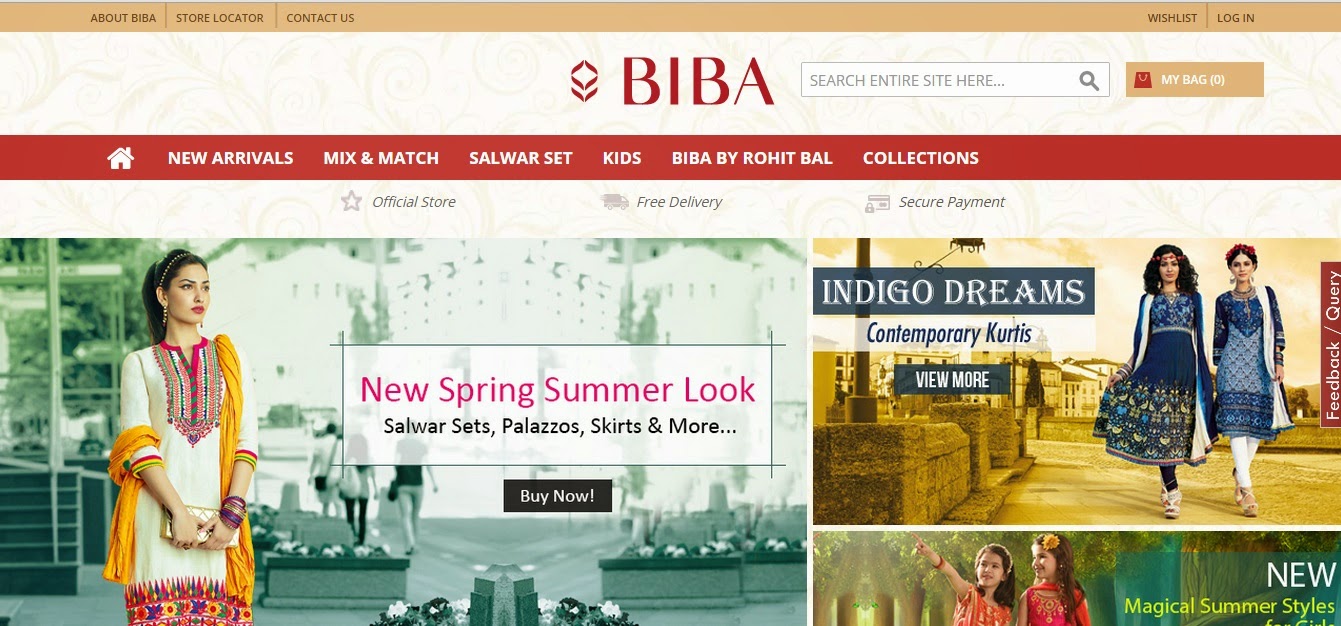 ABOUT BIBA
STORE LOCATOR
CONTACT US
WISHLIST
LOG IN
BIBA
SEARCH ENTIRE SITE HERE...
MY BAG (0)
NEW ARRIVALS
MIX & MATCH
SALWAR SET
KIDS
BIBA BY ROHIT BAL
COLLECTIONS
Official Store
Free Delivery
Secure Payment
New Spring Summer Look
Salwar Sets, Palazzos, Skirts & More...
Buy Now!
INDIGO DREAMS
Contemporary Kurtis
VIEW MORE
Feedback / Query
NEW
Magical Summer Styles
for Girls